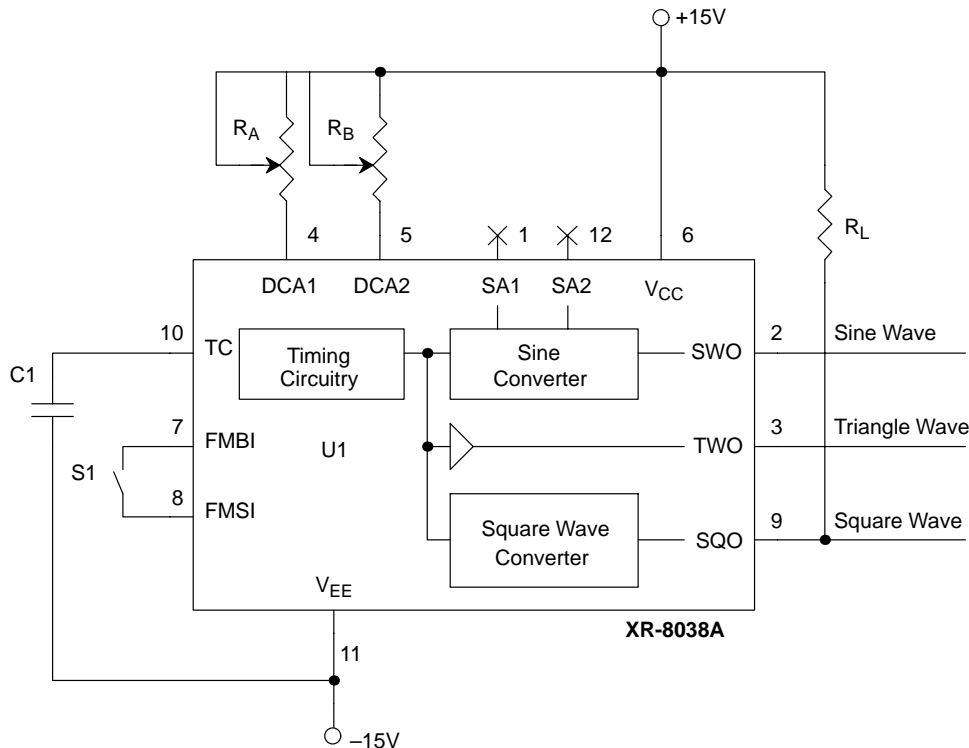 +15V
R_A
R_B
R_L
4
5
1
12
6
DCA1
DCA2
SA1
SA2
V_CC
10
TC
Timing
Circuitry
Sine
Converter
SWO
2
Sine Wave
C1
7
FMBI
U1
TWO
3
Triangle Wave
S1
8
FMSI
Square Wave
Converter
SQO
9
Square Wave
V_EE
XR-8038A
11
–15V